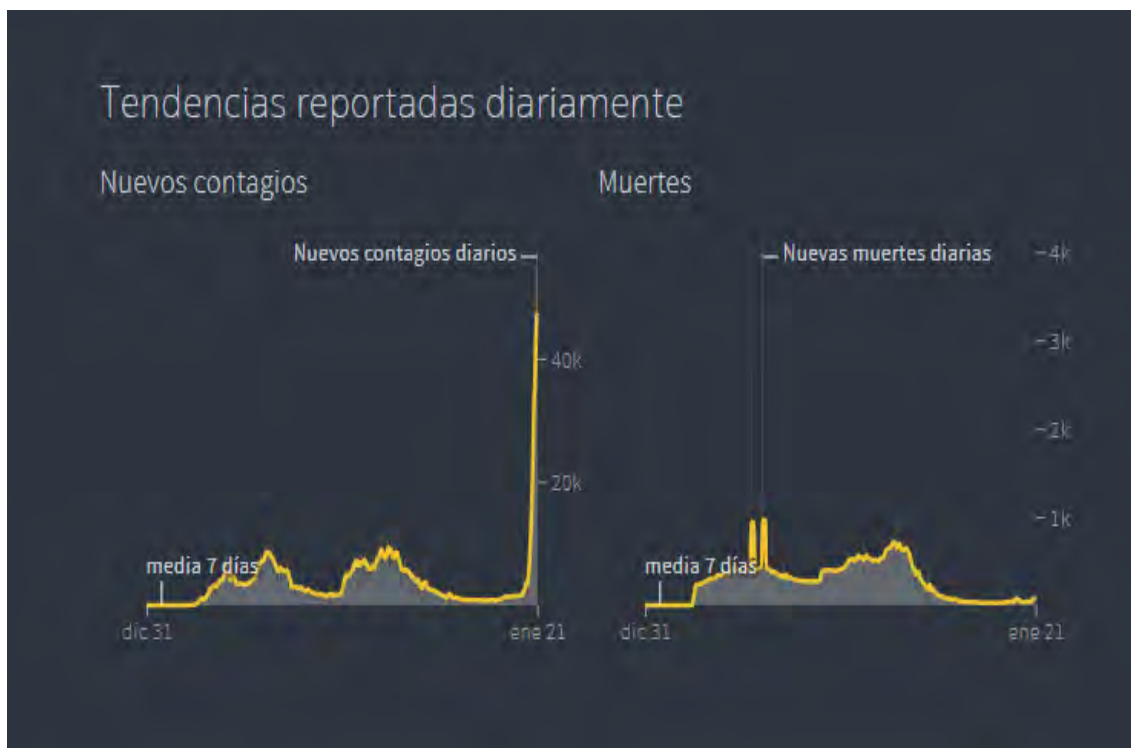 Tendencias reportadas diariamente
Nuevos contagios
Nuevos contagios diarios
40k
20k
media 7 días
dic 31
ene 21
Muertes
Nuevas muertes diarias
4k
3k
2k
1k
media 7 días
dic 31
ene 21